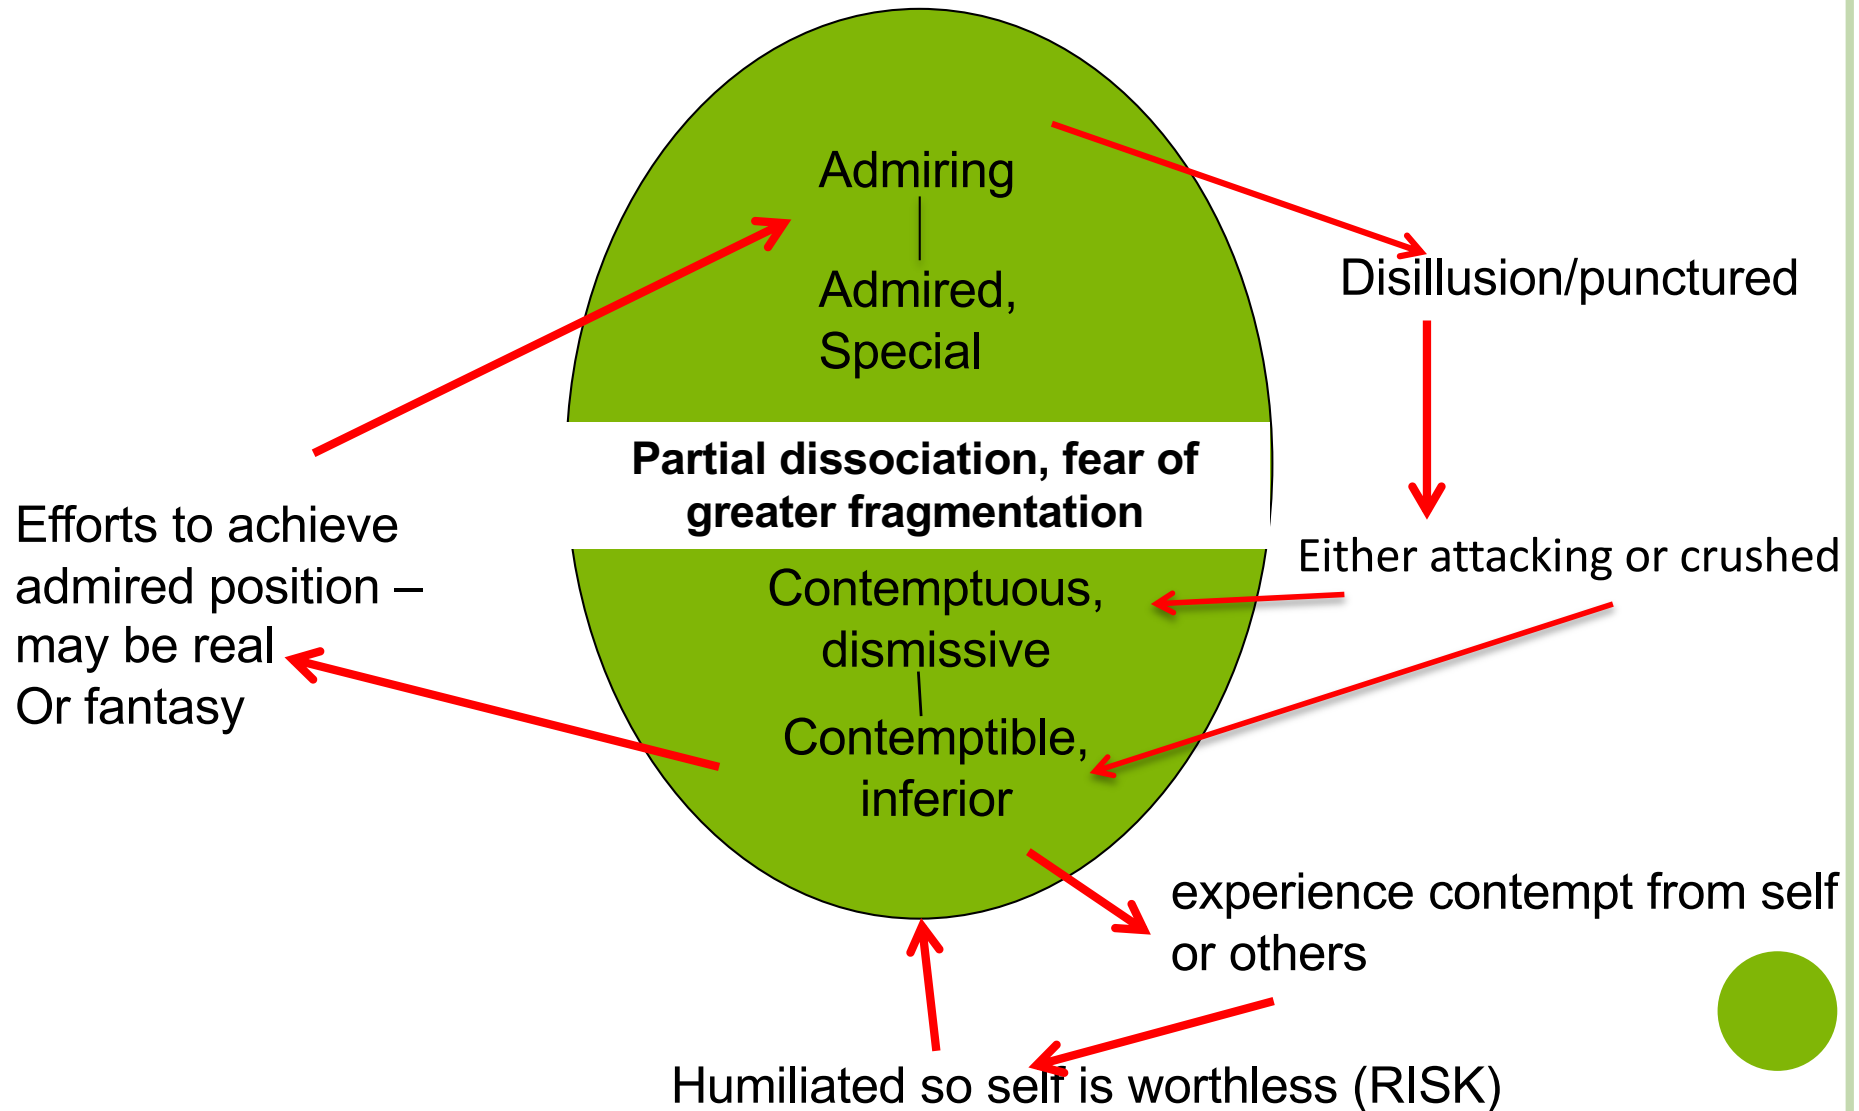 Admiring
Admired,
Special
Disillusion/punctured
Partial dissociation, fear of
greater fragmentation
Efforts to achieve
admired position –
may be real
Or fantasy
Either attacking or crushed
Contemptuous,
dismissive
Contemptible,
inferior
experience contempt from self
or others
Humiliated so self is worthless (RISK)